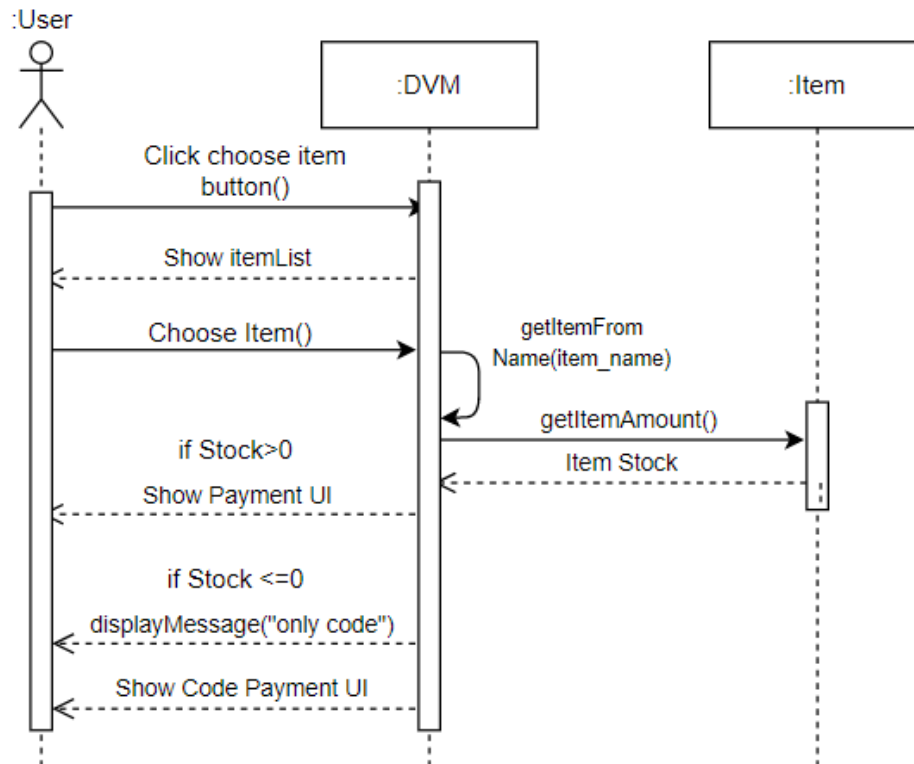 :User
:DVM
:Item
Click choose item
button()
Show itemList
Choose Item()
getItemFrom
Name(item_name)
getItemAmount()
if Stock>0
Item Stock
Show Payment UI
if Stock <=0
displayMessage("only code")
Show Code Payment UI